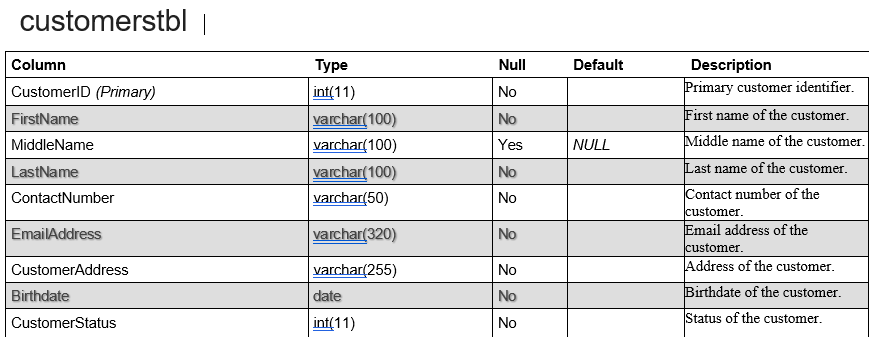 customerstbl
Column Type Null Default Description
CustomerID (Primary) int(11) No Primary customer identifier.
FirstName varchar(100) No First name of the customer.
MiddleName varchar(100) Yes NULL Middle name of the customer.
LastName varchar(100) No Last name of the customer.
ContactNumber varchar(50) No Contact number of the
customer.
EmailAddress varchar(320) No Email address of the
customer.
CustomerAddress varchar(255) No Address of the customer.
Birthdate date No Birthdate of the customer.
CustomerStatus int(11) No Status of the customer.